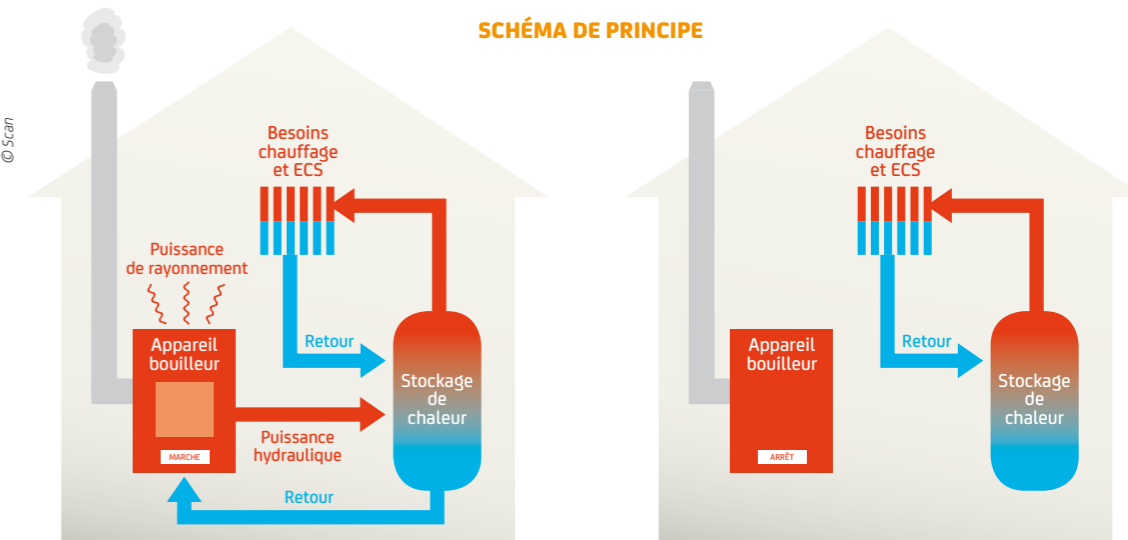 SCHÉMA DE PRINCIPE
© Scan
Besoins
chauffage
et ECS
Puissance
de rayonnement
Appareil
bouilleur
MARCHE
Retour
Puissance
hydraulique
Stockage
de
chaleur
Retour
Besoins
chauffage
et ECS
Appareil
bouilleur
ARRÊT
Retour
Stockage
de
chaleur